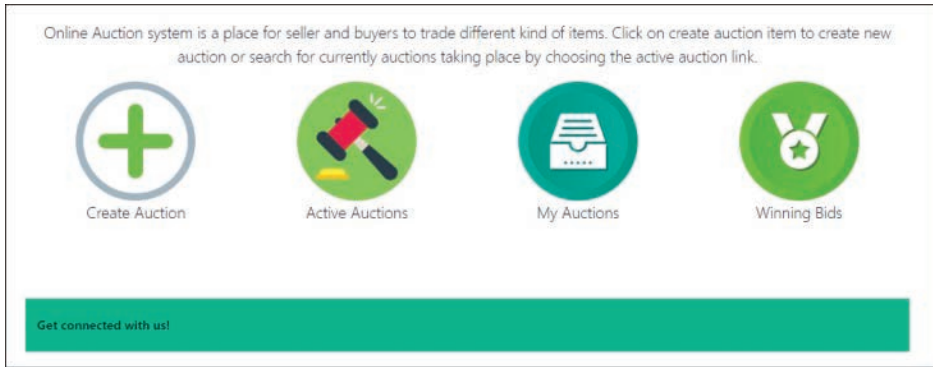 Online Auction system is a place for seller and buyers to trade different kind of items. Click on create auction item to create new
auction or search for currently auctions taking place by choosing the active auction link.
Create Auction
Active Auctions
My Auctions
Winning Bids
Get connected with us!